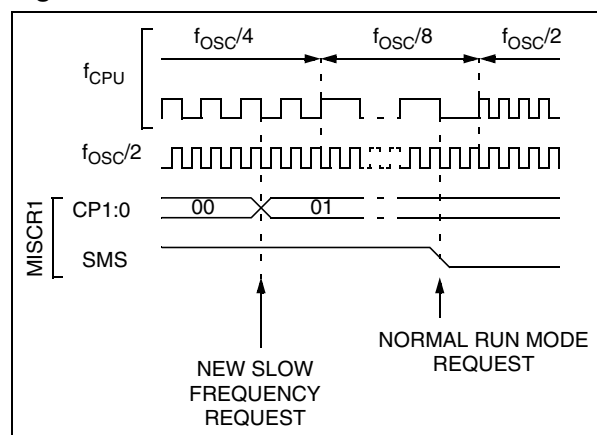 fOSC/4 fOSC/8 fOSC/2
fCPU
fOSC/2
MISCR1
CP1:0 00 01
SMS
NEW SLOW
FREQUENCY
REQUEST
NORMAL RUN MODE
REQUEST